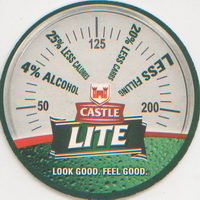 125
25% LESS CALORIES
20% LESS CARBS
4% ALCOHOL
LESS FILLING
50
200
CASTLE
LITE
LOOK GOOD. FEEL GOOD.